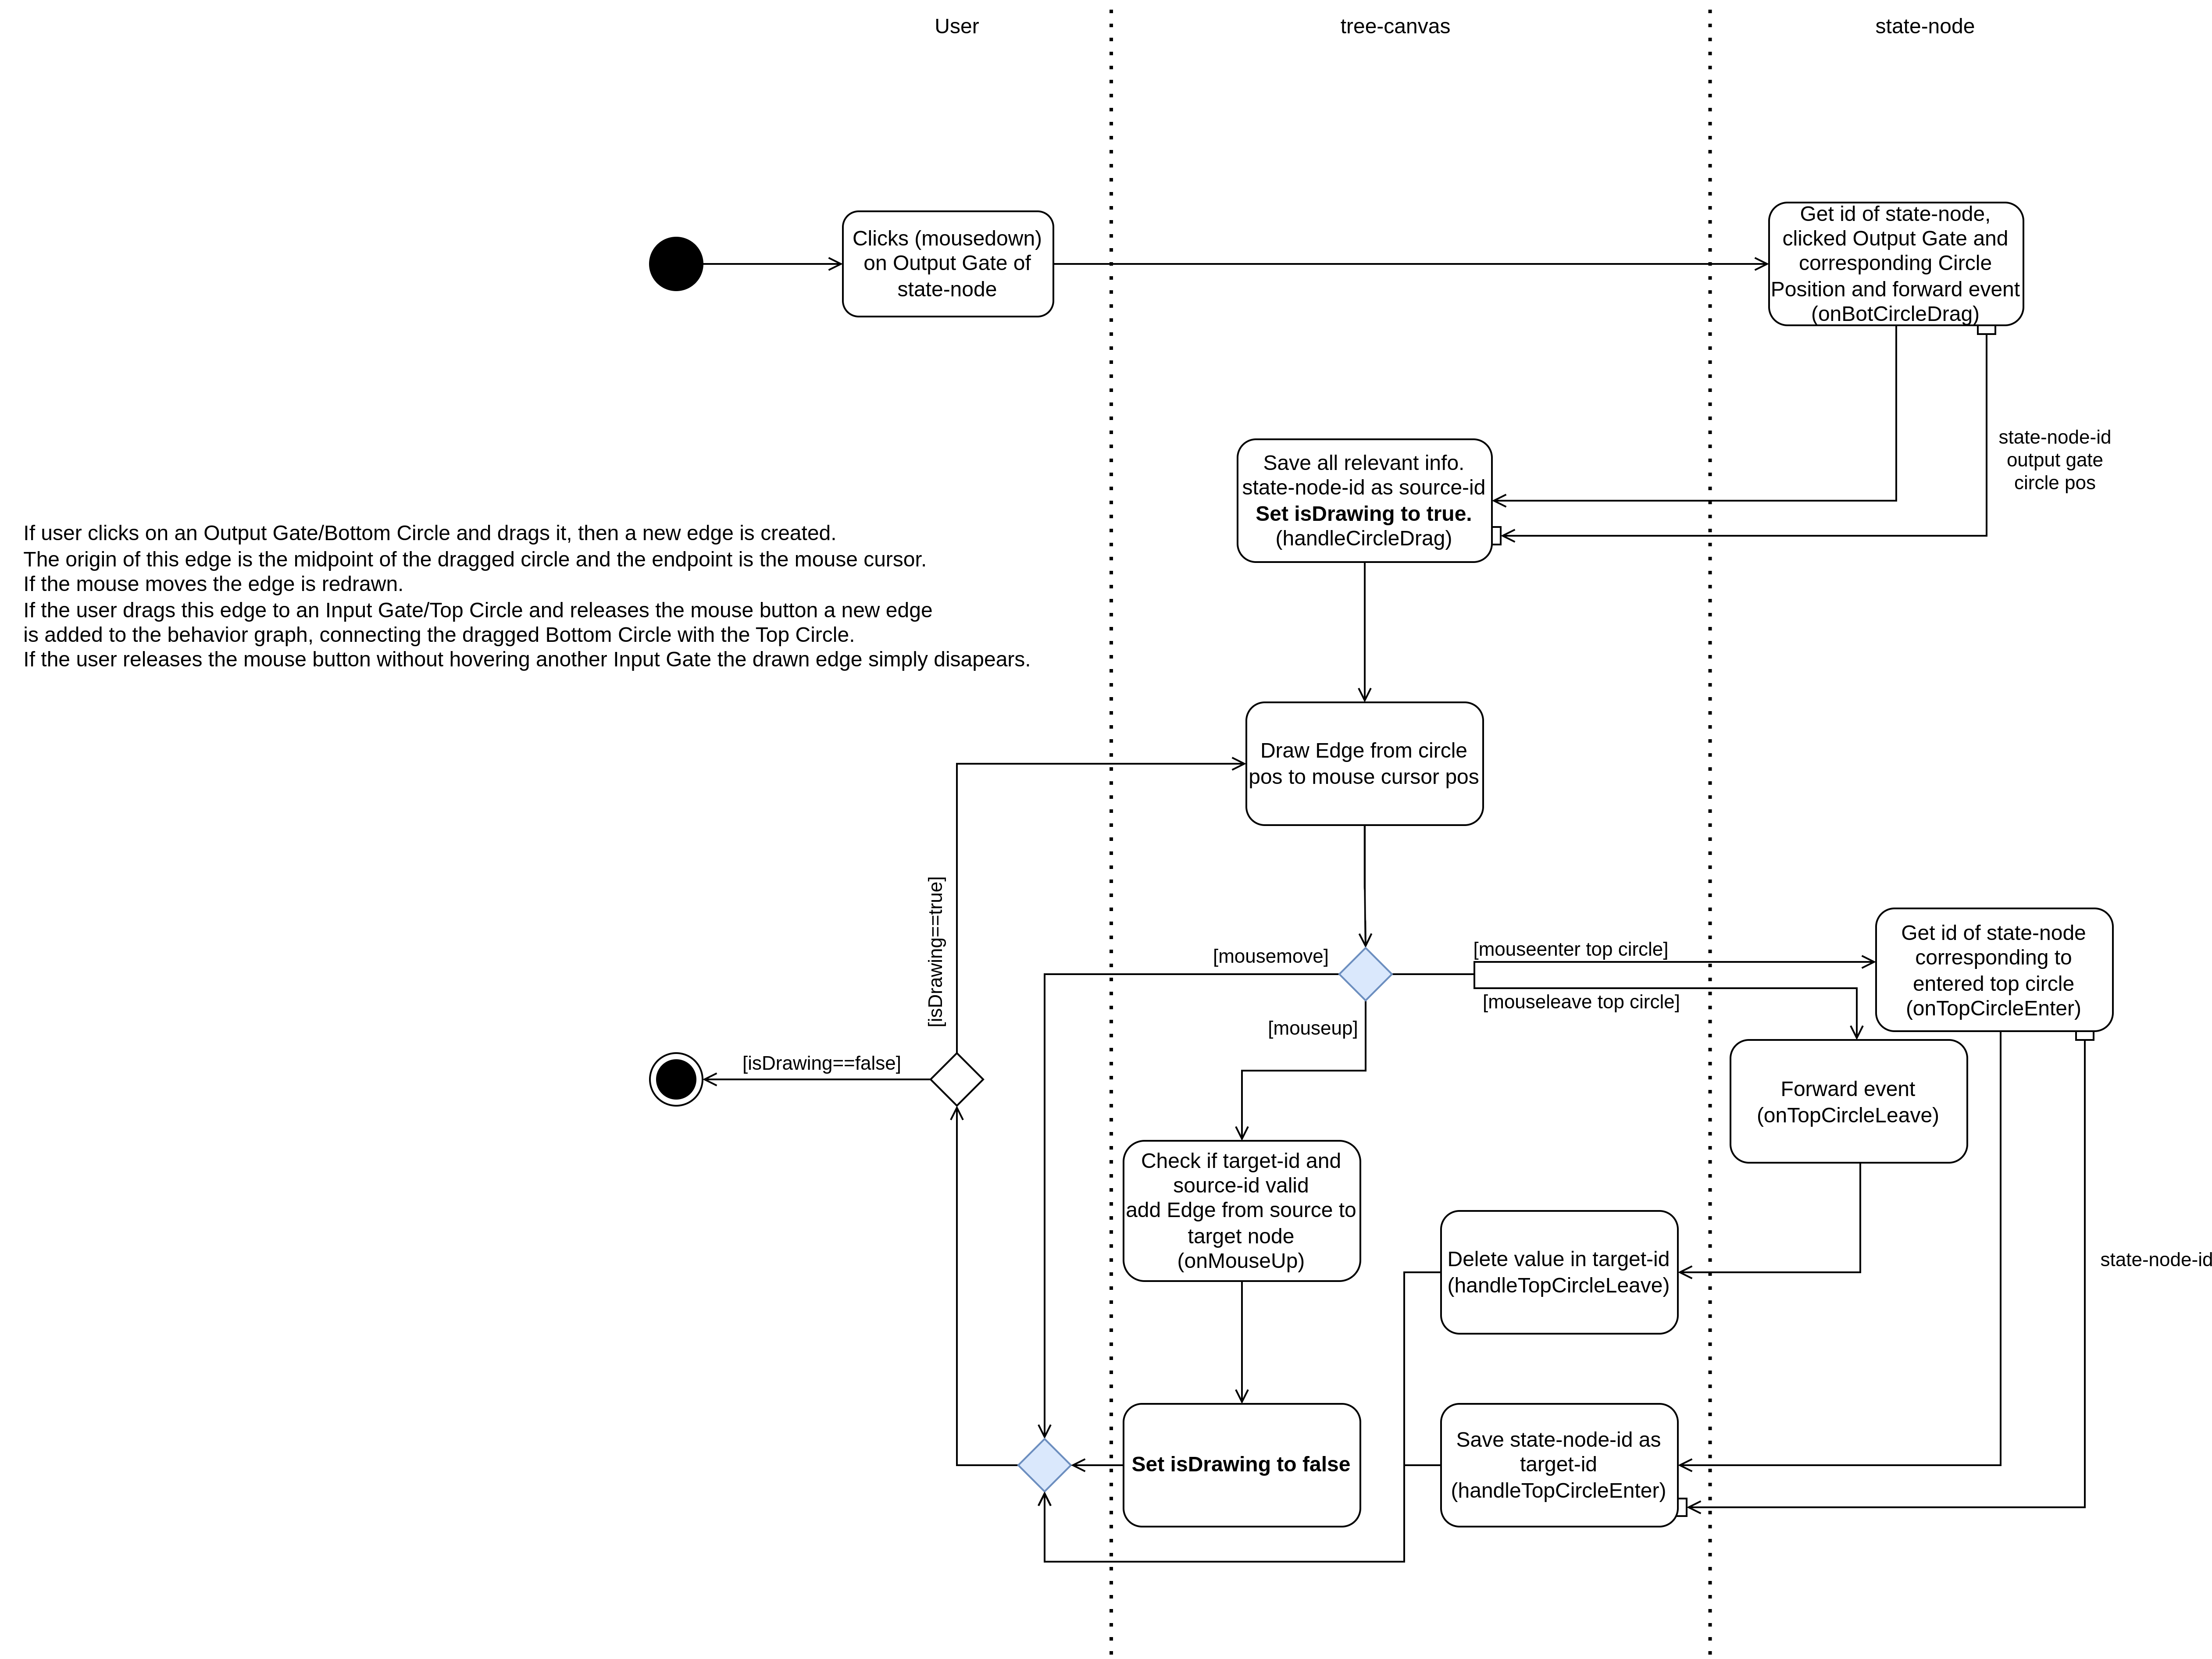 User
tree-canvas
state-node
Clicks (mousedown)
on Output Gate of
state-node
Get id of state-node,
clicked Output Gate and
corresponding Circle
Position and forward event
(onBotCircleDrag)
state-node-id
output gate
circle pos
Save all relevant info.
state-node-id as source-id
Set isDrawing to true.
(handleCircleDrag)
If user clicks on an Output Gate/Bottom Circle and drags it, then a new edge is created.
The origin of this edge is the midpoint of the dragged circle and the endpoint is the mouse cursor.
If the mouse moves the edge is redrawn.
If the user drags this edge to an Input Gate/Top Circle and releases the mouse button a new edge
is added to the behavior graph, connecting the dragged Bottom Circle with the Top Circle.
If the user releases the mouse button without hovering another Input Gate the drawn edge simply disapears.
Draw Edge from circle
pos to mouse cursor pos
[isDrawing==true]
[mousemove]
[mouseenter top circle]
[mouseleave top circle]
[mouseup]
Get id of state-node
corresponding to
entered top circle
(onTopCircleEnter)
[isDrawing==false]
Forward event
(onTopCircleLeave)
Check if target-id and
source-id valid
add Edge from source to
target node
(onMouseUp)
Delete value in target-id
(handleTopCircleLeave)
state-node-id
Set isDrawing to false
Save state-node-id as
target-id
(handleTopCircleEnter)